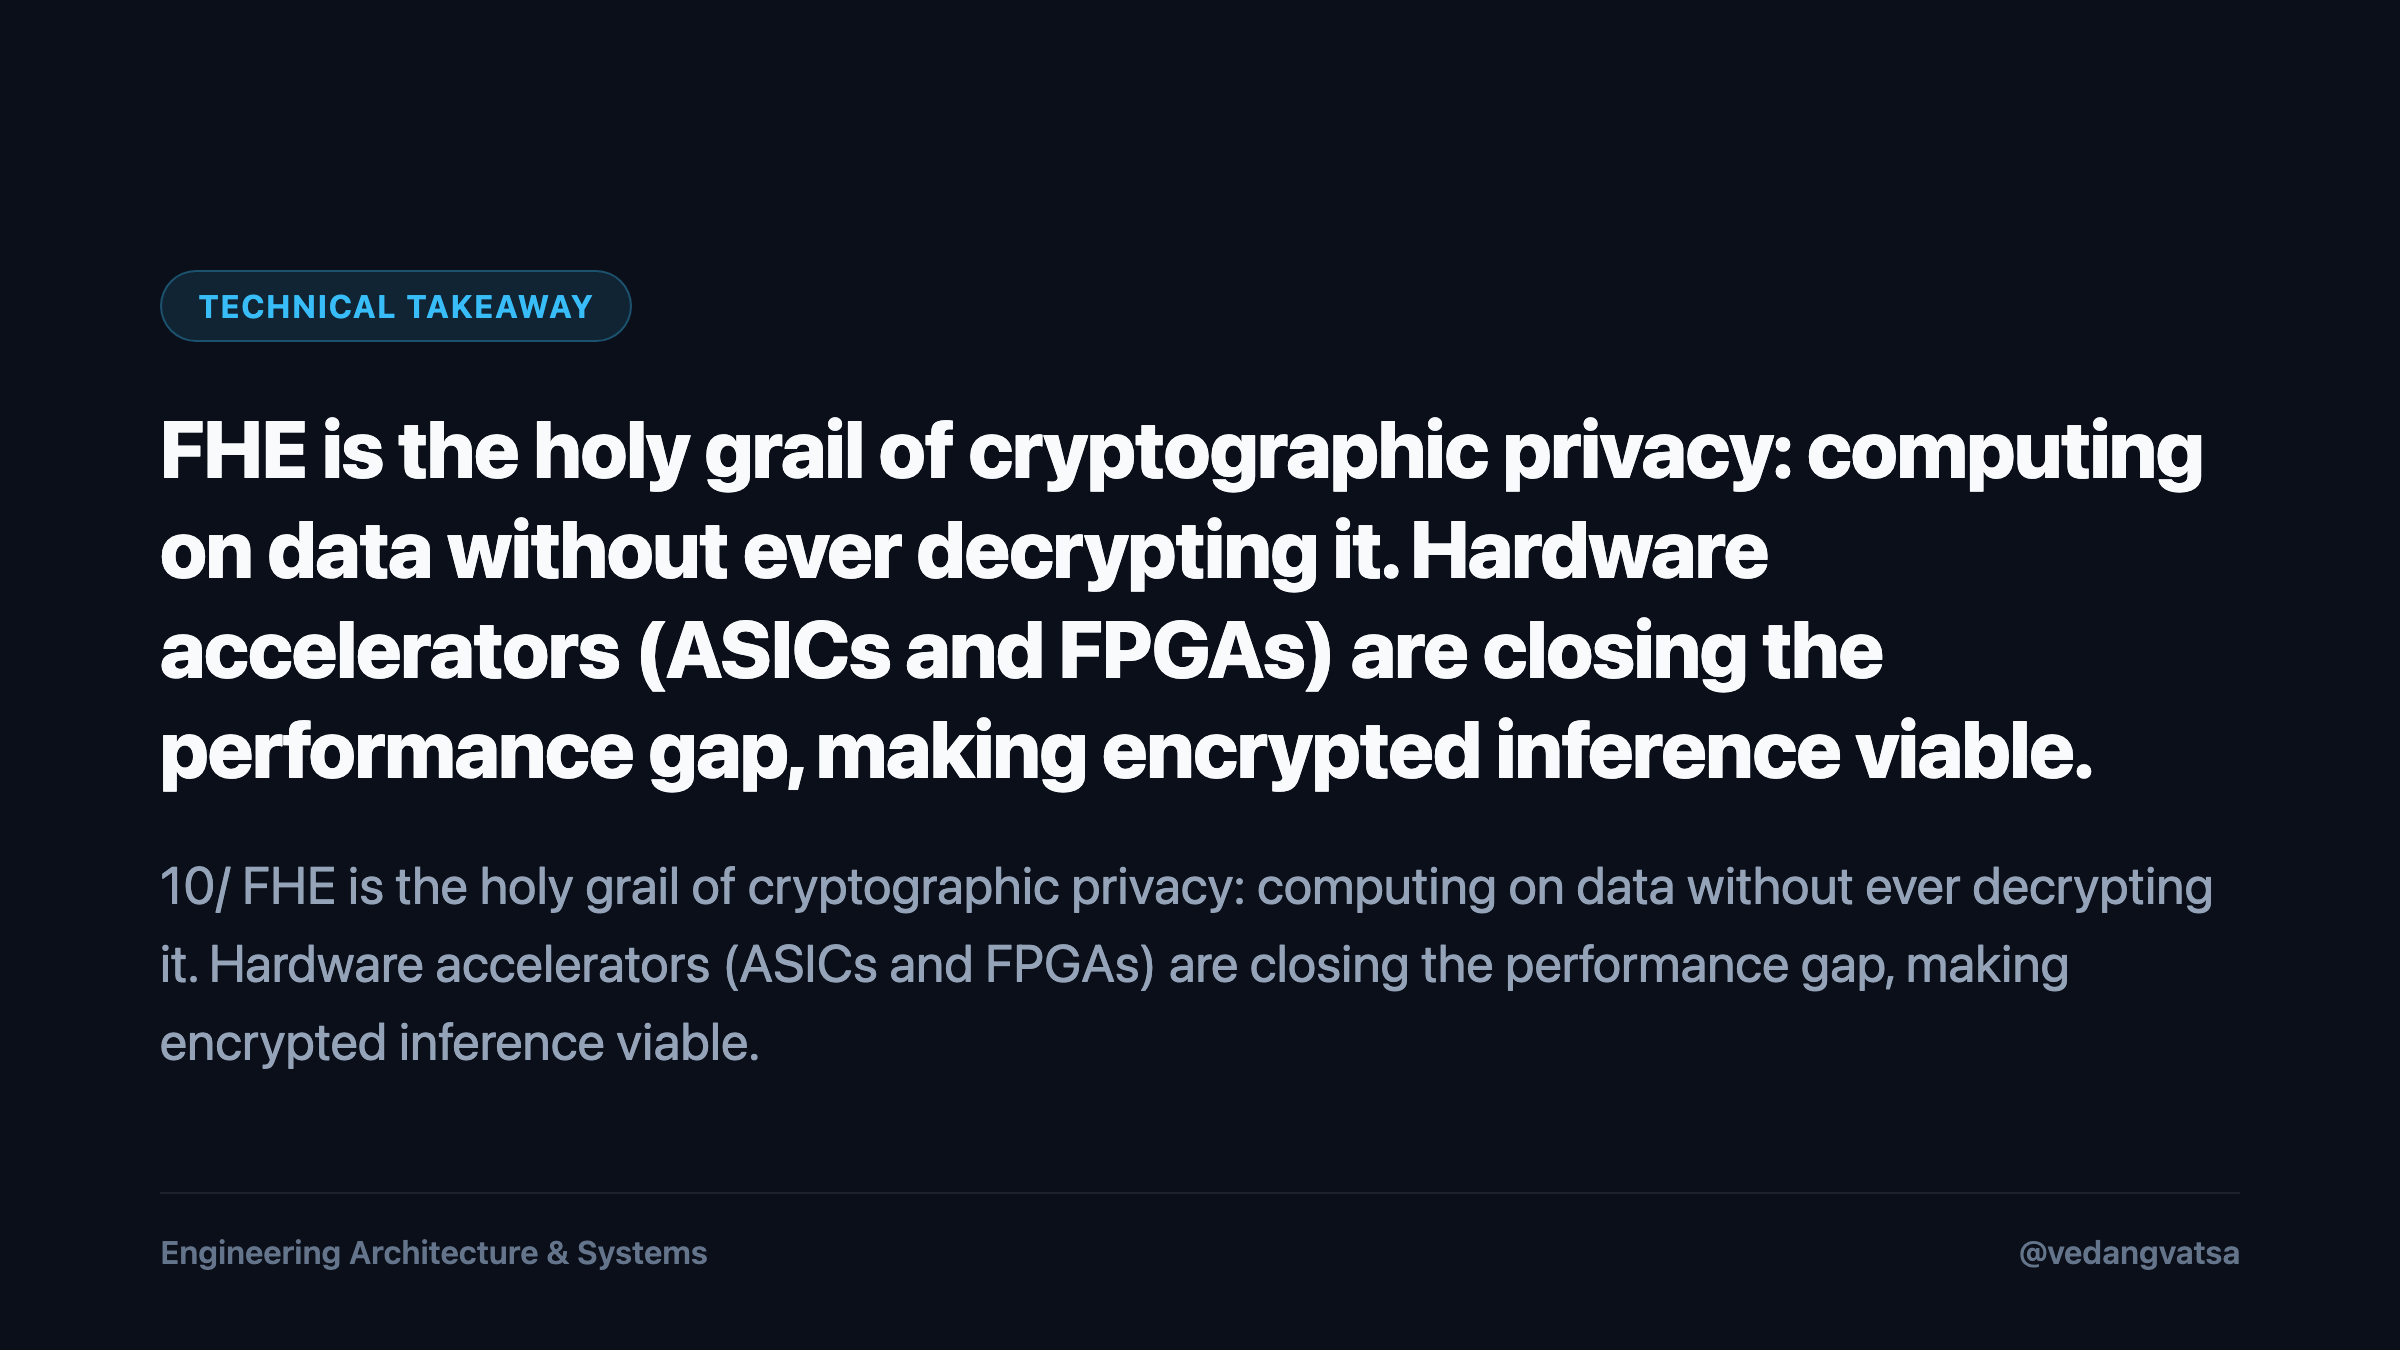 TECHNICAL TAKEAWAY
FHE is the holy grail of cryptographic privacy: computing
on data without ever decrypting it. Hardware
accelerators (ASICs and FPGAs) are closing the
performance gap, making encrypted inference viable.
10/ FHE is the holy grail of cryptographic privacy: computing on data without ever decrypting
it. Hardware accelerators (ASICs and FPGAs) are closing the performance gap, making
encrypted inference viable.
Engineering Architecture & Systems
@vedangvatsa